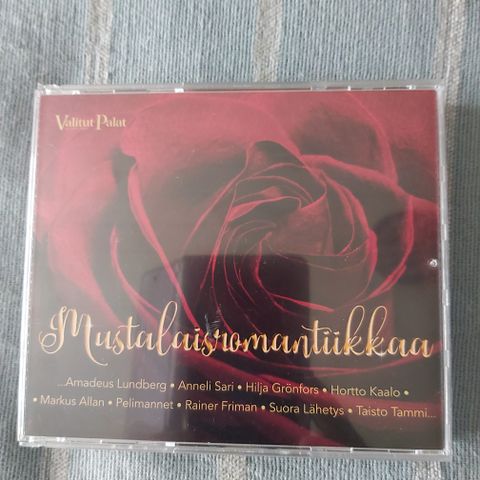 Valitut Palat
Mustalaisromantiikkaa
...Amadeus Lundberg • Anneli Sari • Hilja Grönfors • Hortto Kaalo •
• Markus Allan • Pelimannet • Rainer Friman • Suora Lähetys • Taisto Tammi...